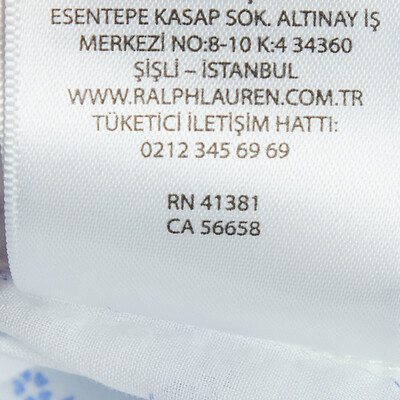 ESENTEPE KASAP SOK. ALTINAY İŞ
MERKEZİ NO:8-10 K:4 34360
ŞİŞLİ – İSTANBUL
WWW.RALPHLAUREN.COM.TR
TÜKETİCİ İLETİŞİM HATTI:
0212 345 69 69
RN 41381
CA 56658